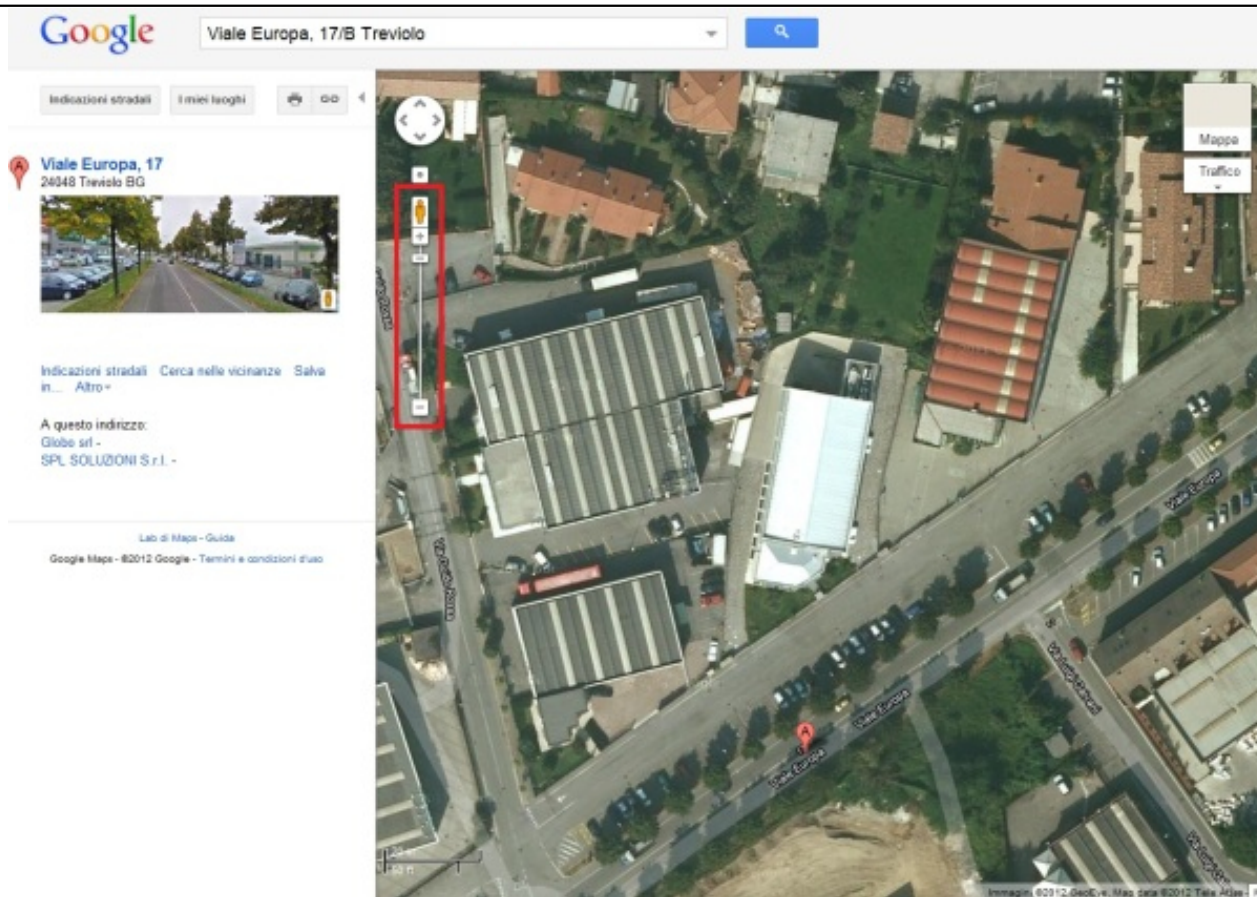 Google
Viale Europa, 17/B Treviolo
Indicazioni stradali
I miei luoghi
A
Viale Europa, 17
24048 Treviolo BG
Indicazioni stradali Cerca nelle vicinanze Salva
in... Altro
A questo indirizzo:
Globo srl -
SPL SOLUZIONI S.r.l. -
Lab di Maps - Guida
Google Maps - ©2012 Google - Termini e condizioni d'uso
Mappa
Traffico
Viale Europa
Viale Europa
A
Viale Europa
Immagini ©2012 GeoEye, Map data ©2012 Tele Atlas -